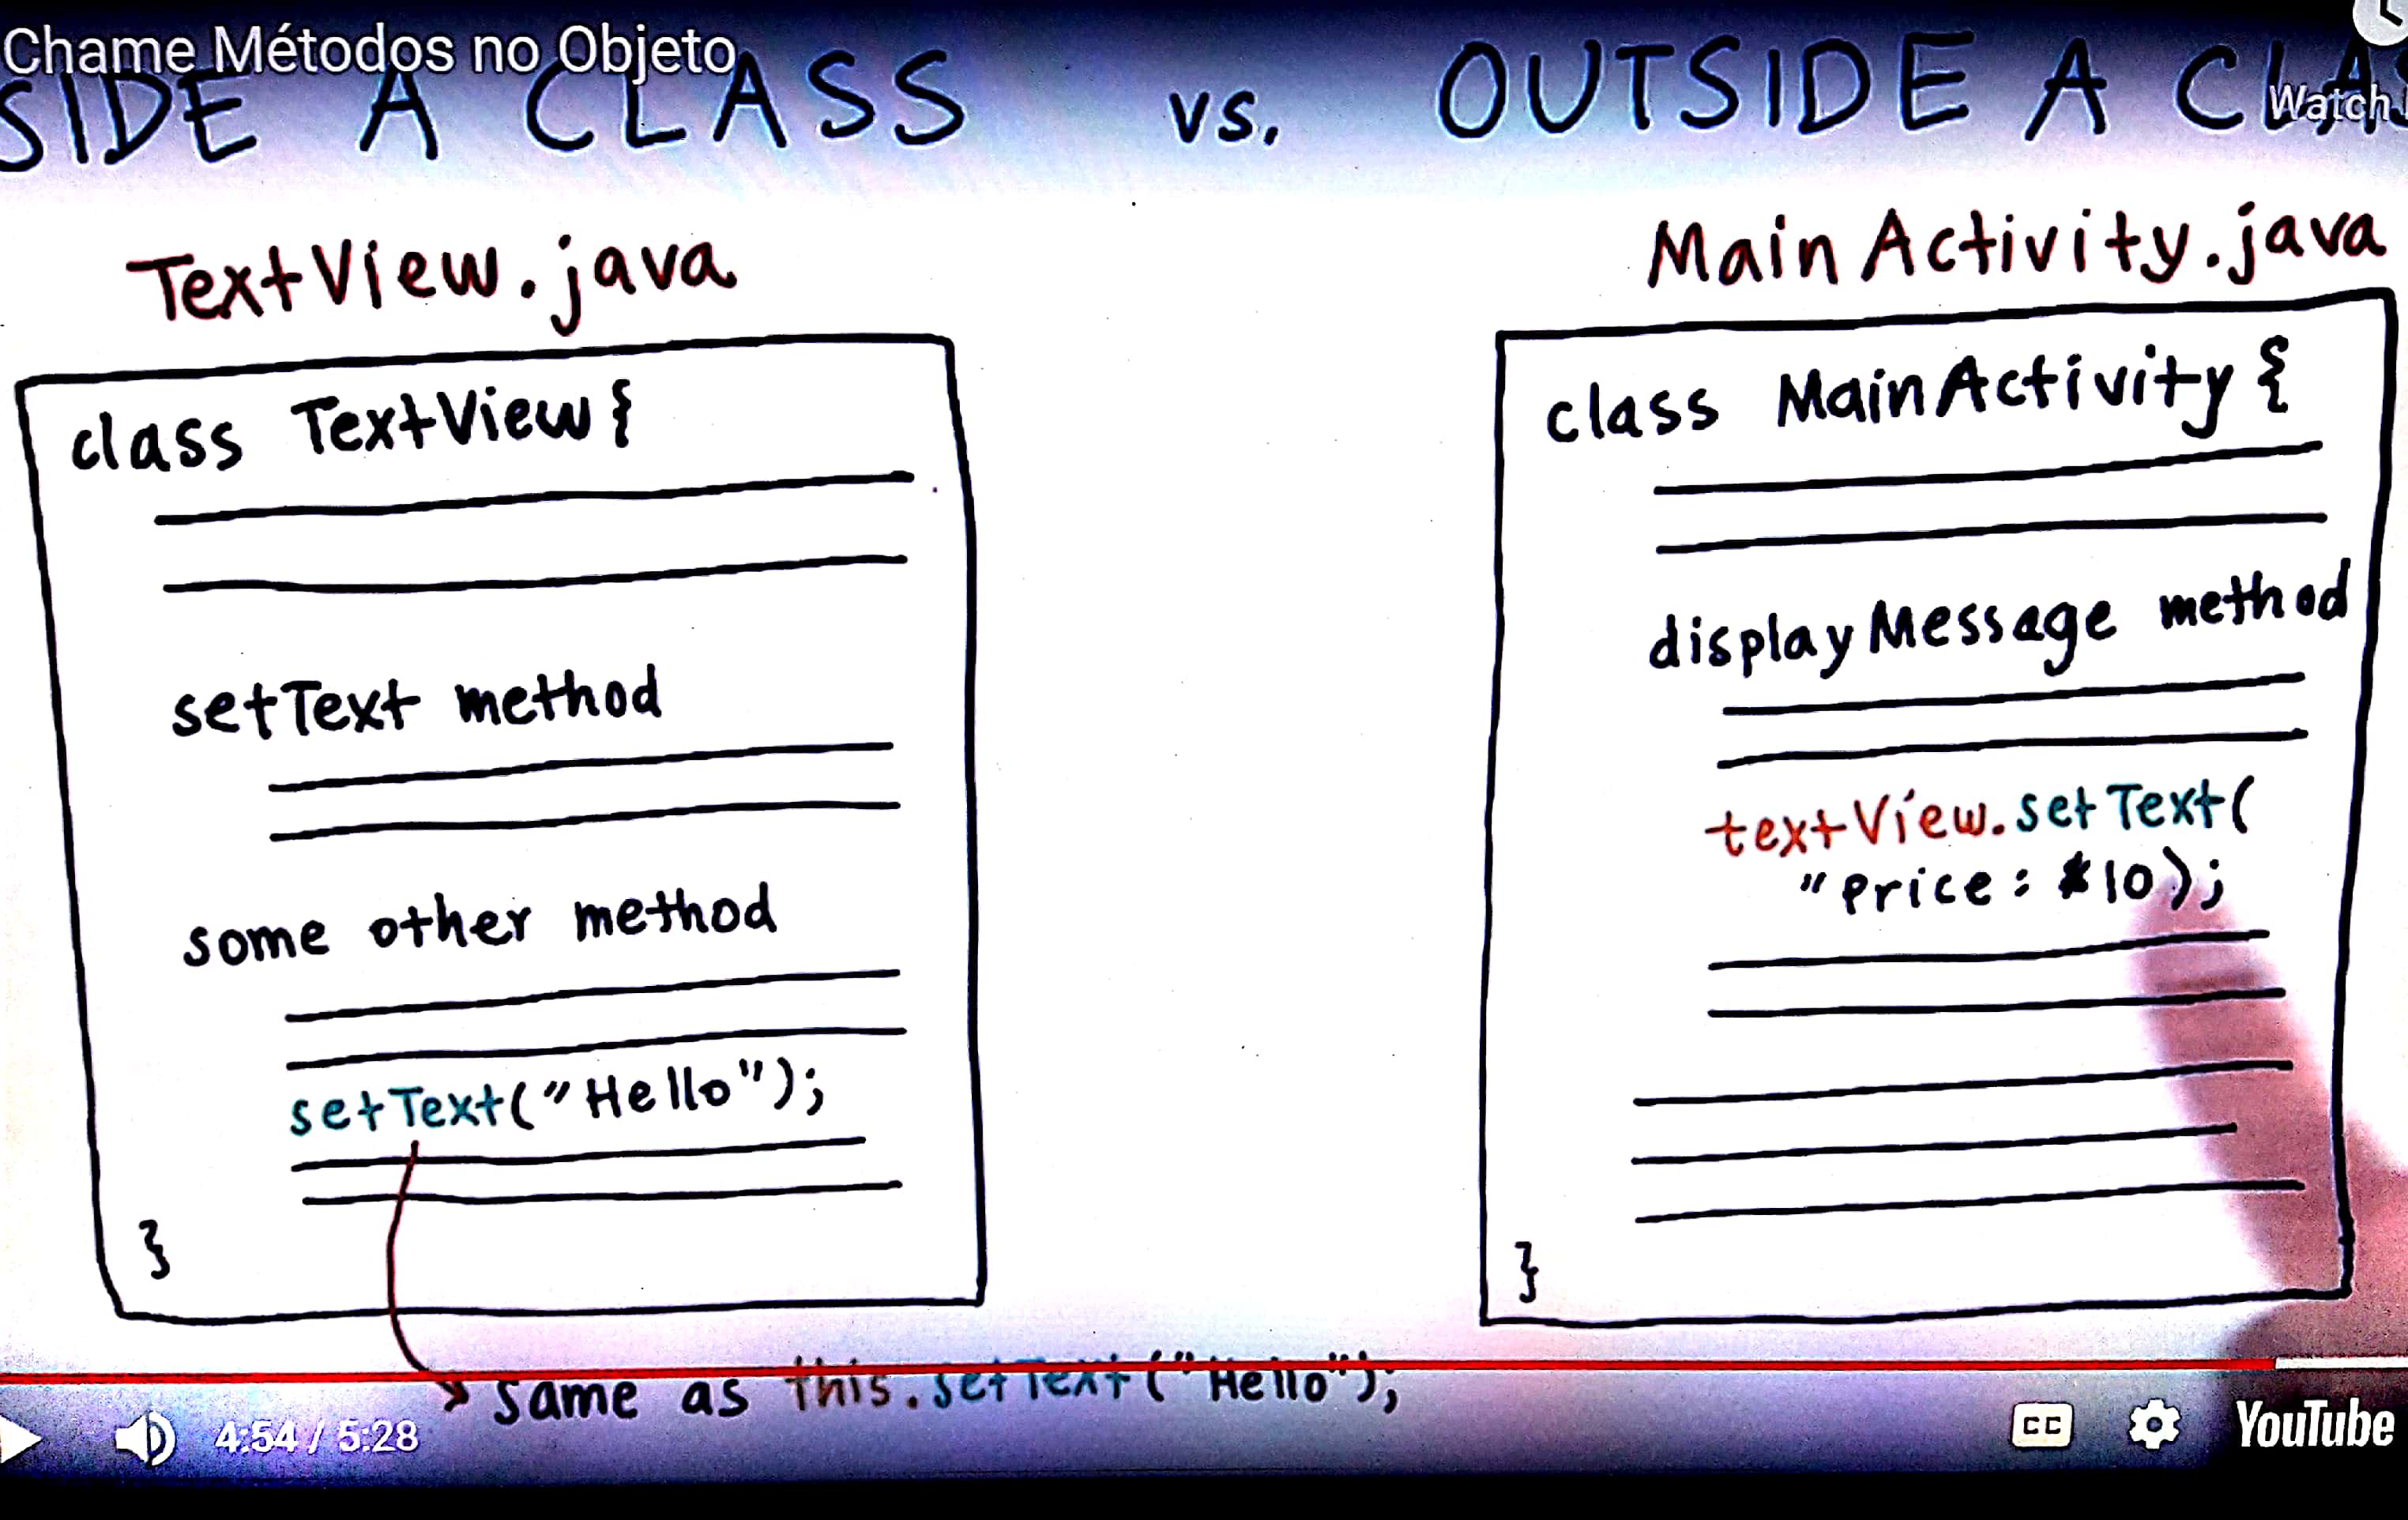 Chame Métodos no Objeto
SIDE A CLASS vs. OUTSIDE A CLAS
Watch
TextView.java
class TextView {
setText method
some other method
setText("Hello");
}
same as this.setText("Hello");
MainActivity.java
class MainActivity {
displayMessage method
textView.setText(
"Price: $10);
}
4:54 / 5:28
CC
YouTube